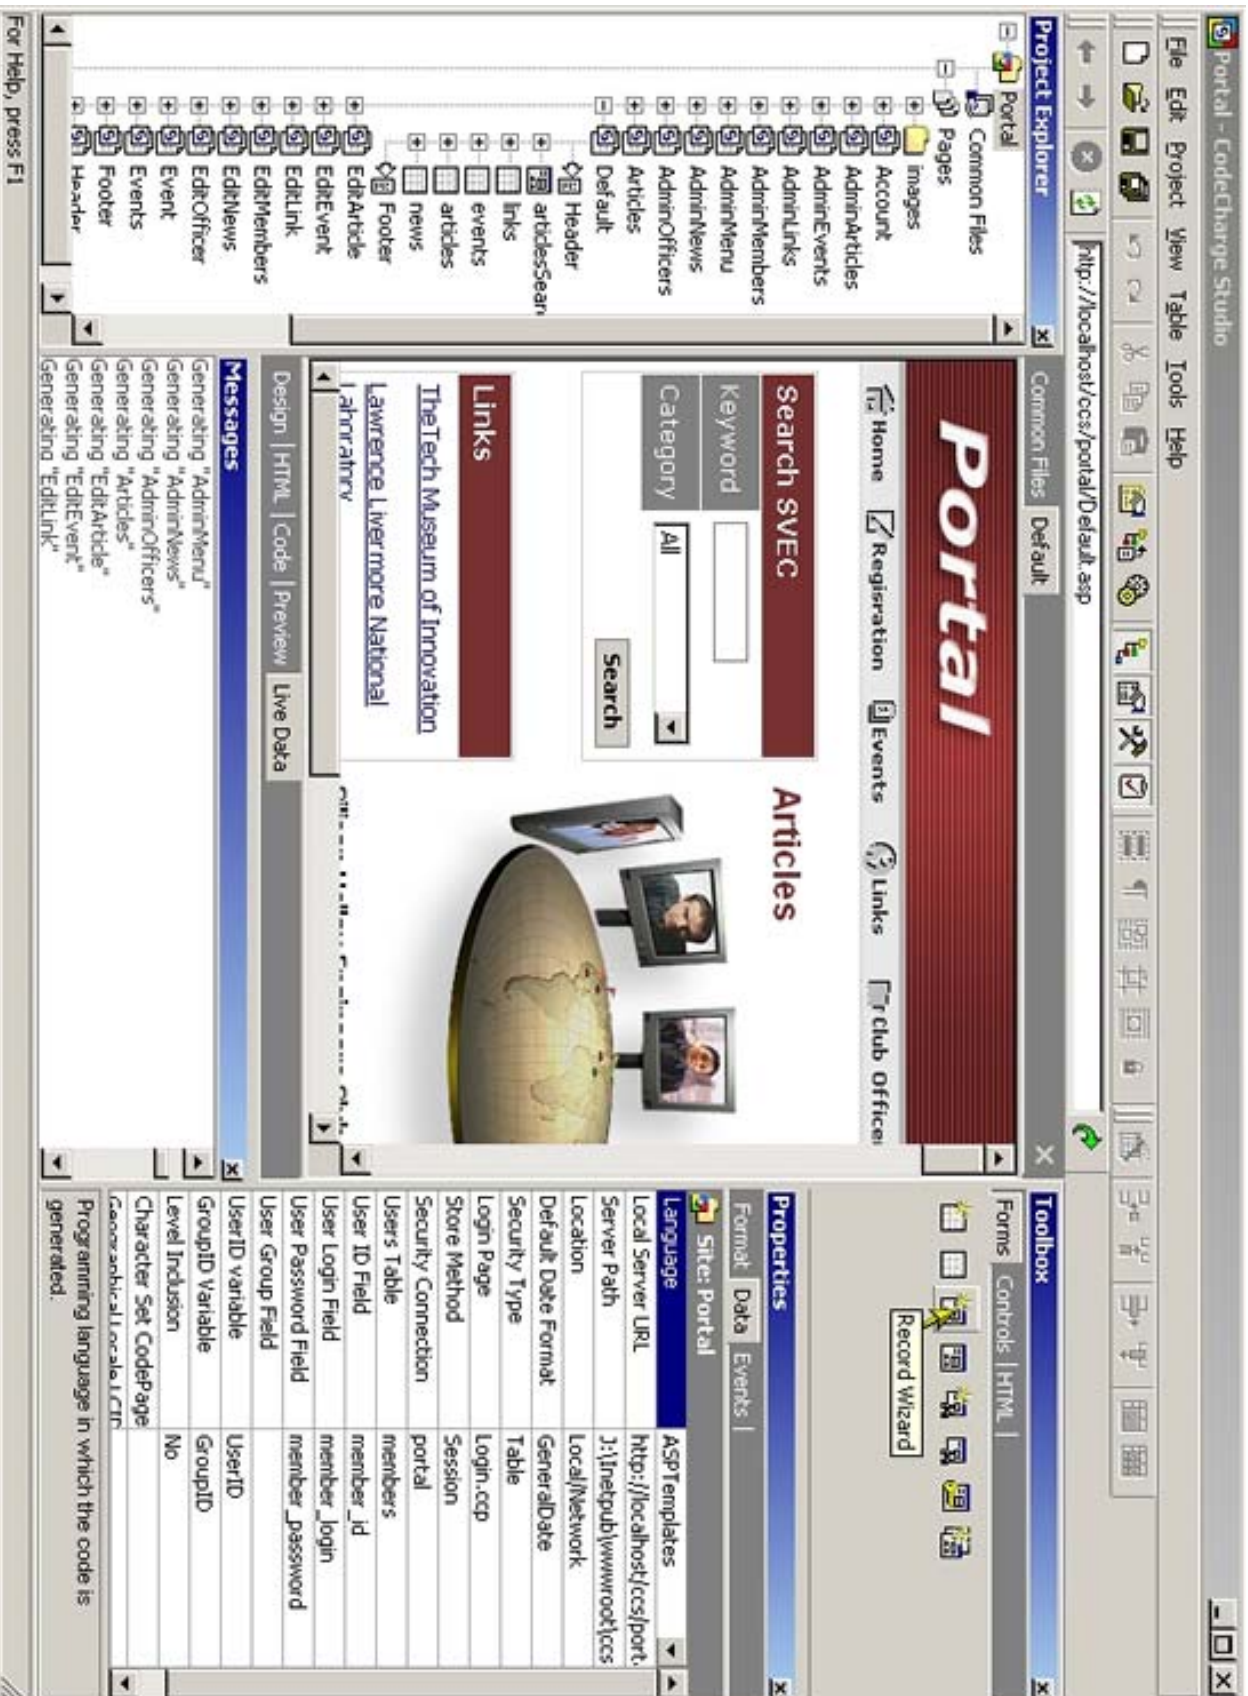 Portal - CodeCharge Studio
File Edit Project View Table Tools Help
http://localhost/ccs/portal/Default.asp
Project Explorer
Portal
Common Files
Pages
images
Account
AdminArticles
AdminEvents
AdminLinks
AdminMembers
AdminMenu
AdminNews
AdminOfficers
Articles
Default
Header
articlesSear
links
events
articles
news
Footer
EditArticle
EditEvent
EditLink
EditMembers
EditNews
EditOfficer
Event
Events
Footer
Header
Common Files Default
Portal
Home Regisration Events Links Club Officer
Search SVEC
Keyword
Category All
Search
Links
TheTech Museum of Innovation
Lawrence Livermore National
Laboratory
Articles
Design HTML Code Preview Live Data
Messages
Generating "AdminMenu"
Generating "AdminNews"
Generating "AdminOfficers"
Generating "Articles"
Generating "EditArticle"
Generating "EditEvent"
Generating "EditLink"
Toolbox
Forms Controls HTML
Record Wizard
Properties
Format Data Events
Site: Portal
Language ASPTemplates
Local Server URL http://localhost/ccs/port
Server Path J:\Inetpub\wwwroot\ccs
Location Local/Network
Default Date Format GeneralDate
Security Type Table
Login Page Login.ccp
Store Method Session
Security Connection portal
Users Table members
User ID Field member_id
User Login Field member_login
User Password Field member_password
User Group Field
UserID variable UserID
GroupID Variable GroupID
Level Inclusion No
Character Set CodePage
Geographical Locale LCID
Programming language in which the code is
generated.
For Help, press F1